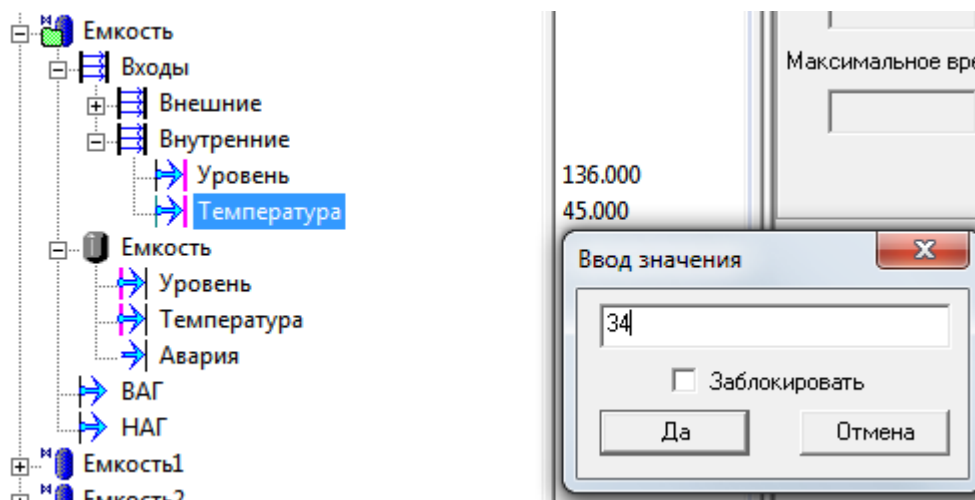 Емкость
Входы
Максимальное вре
Внешние
Внутренние
Уровень
136.000
Температура
45.000
Емкость
Ввод значения
Уровень
34
Температура
Заблокировать
Авария
ВАГ
Да
Отмена
НАГ
Емкость1
Емкость2